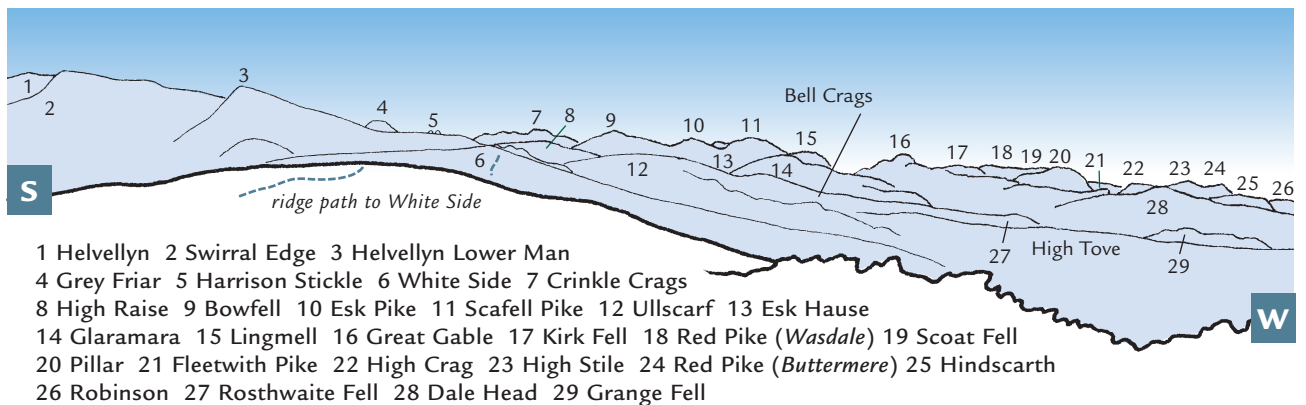 3
Bell Crags
1
2
4
5
7
8
9
10
11
15
16
17
18
19
20
21
22
23
24
25
26
6
12
13
14
28
S
ridge path to White Side
27
High Tove
29
W
1 Helvellyn 2 Swirral Edge 3 Helvellyn Lower Man
4 Grey Friar 5 Harrison Stickle 6 White Side 7 Crinkle Crags
8 High Raise 9 Bowfell 10 Esk Pike 11 Scafell Pike 12 Ullscarf 13 Esk Hause
14 Glaramara 15 Lingmell 16 Great Gable 17 Kirk Fell 18 Red Pike (Wasdale) 19 Scoat Fell
20 Pillar 21 Fleetwith Pike 22 High Crag 23 High Stile 24 Red Pike (Buttermere) 25 Hindscarth
26 Robinson 27 Rosthwaite Fell 28 Dale Head 29 Grange Fell